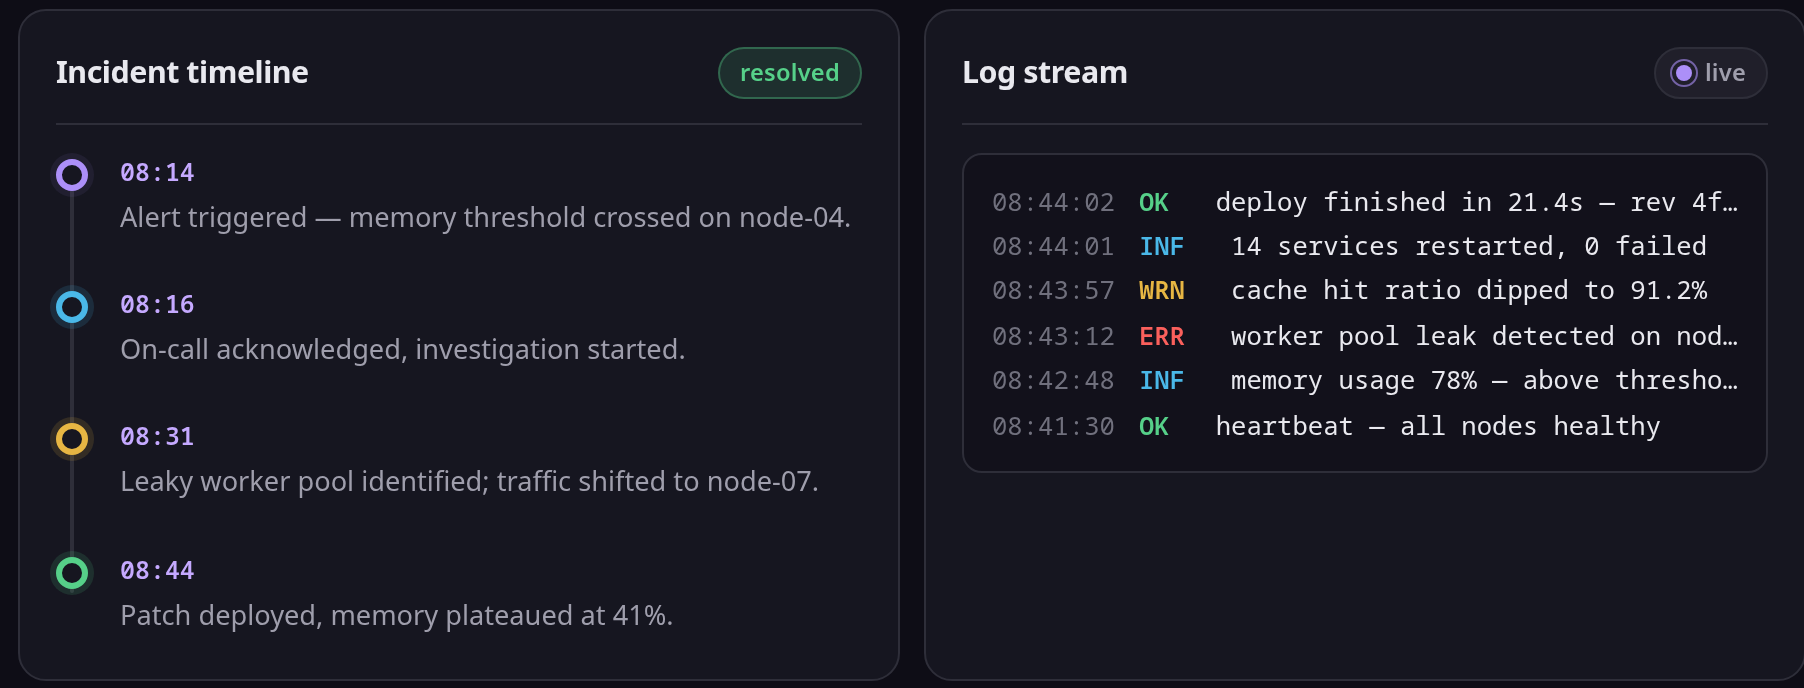 Incident timeline
resolved
08:14
Alert triggered — memory threshold crossed on node-04.
08:16
On-call acknowledged, investigation started.
08:31
Leaky worker pool identified; traffic shifted to node-07.
08:44
Patch deployed, memory plateaued at 41%.
Log stream
live
08:44:02 OK deploy finished in 21.4s — rev 4f…
08:44:01 INF 14 services restarted, 0 failed
08:43:57 WRN cache hit ratio dipped to 91.2%
08:43:12 ERR worker pool leak detected on nod…
08:42:48 INF memory usage 78% — above thresho…
08:41:30 OK heartbeat — all nodes healthy